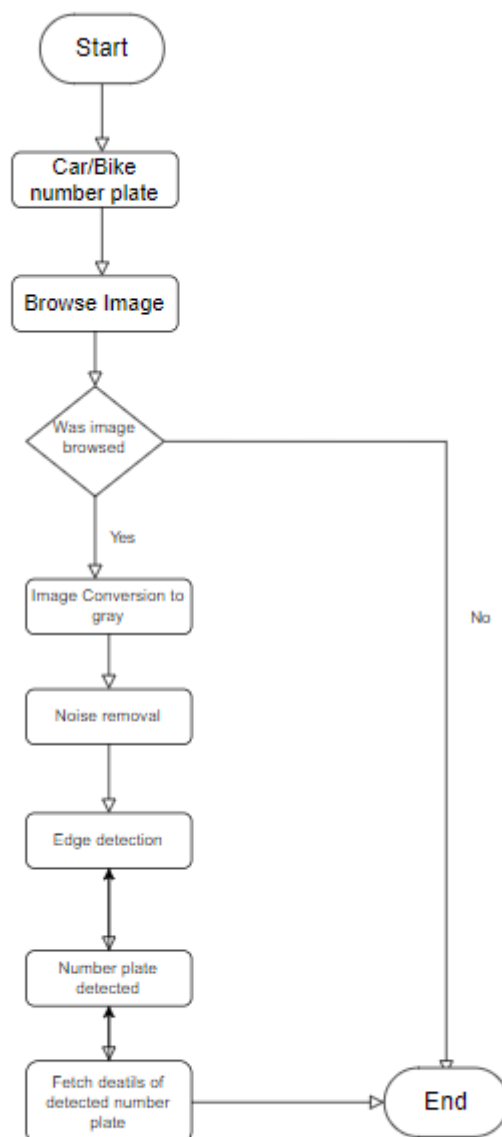 Start
Car/Bike
number plate
Browse Image
Was image
browsed
Yes
Image Conversion to
gray
No
Noise removal
Edge detection
Number plate
detected
Fetch deatils of
detected number
plate
End